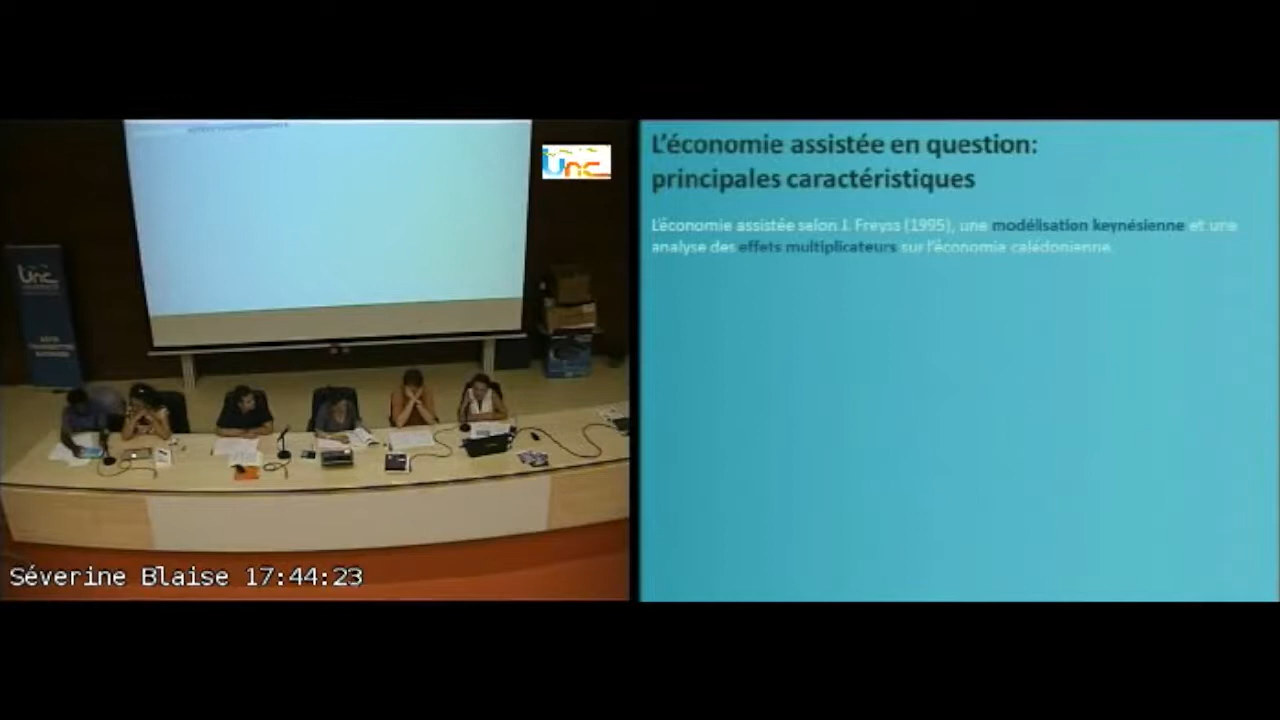 unc
unc
L'économie assistée en question:
principales caractéristiques
L'économie assistée selon J. Freyss (1995), une modélisation keynésienne et une
analyse des effets multiplicateurs sur l'économie calédonienne.
Séverine Blaise 17:44:23